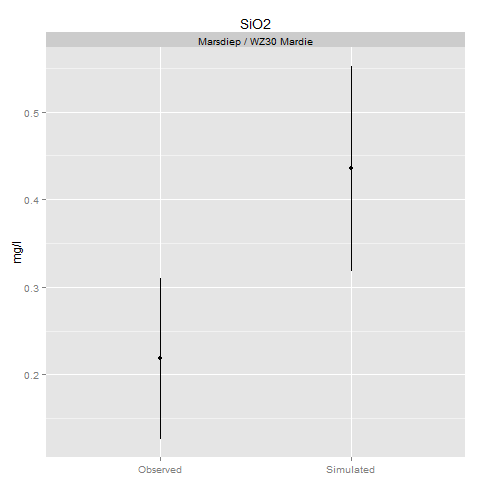 SiO2
Marsdiep / WZ30 Mardie
mg/l
0.5
0.4
0.3
0.2
Observed
Simulated